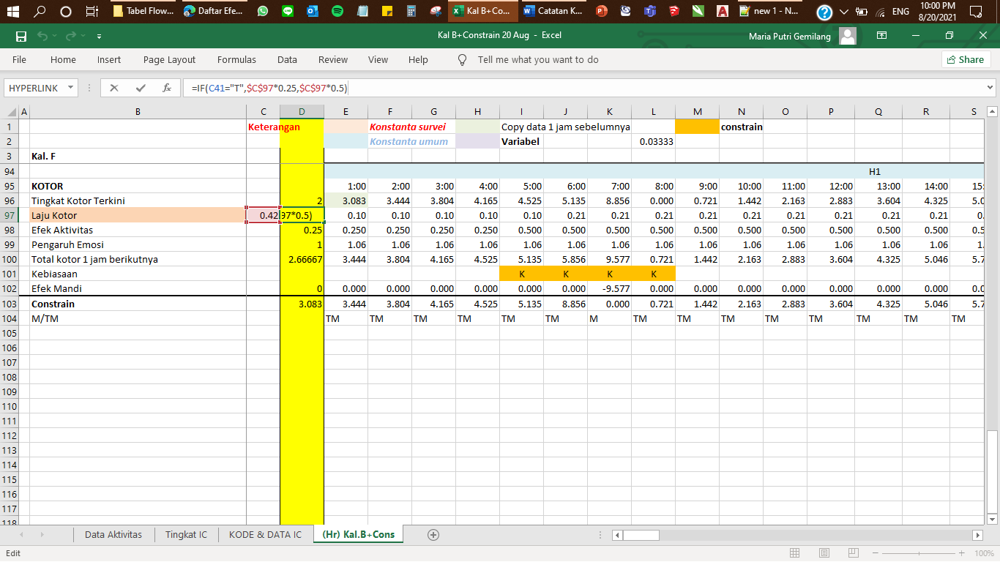 Tabel Flow...
Daftar Efe...
Kal B+Co...
Catatan K...
new 1 - N...
ENG
10:00 PM
8/20/2021
Kal B+Constrain 20 Aug - Excel
Maria Putri Gemilang
File Home Insert Page Layout Formulas Data Review View Help Tell me what you want to do Share
HYPERLINK fx =IF(C41="T",$C$97*0.25,$C$97*0.5)
A B C D E F G H I J K L M N O P Q R S
1 Keterangan Konstanta survei Copy data 1 jam sebelumnya constrain
2 Konstanta umum Variabel 0.03333
3 Kal. F
94 H1
95 KOTOR 1:00 2:00 3:00 4:00 5:00 6:00 7:00 8:00 9:00 10:00 11:00 12:00 13:00 14:00 15:
96 Tingkat Kotor Terkini 2 3.083 3.444 3.804 4.165 4.525 5.135 8.856 0.000 0.721 1.442 2.163 2.883 3.604 4.325 5.0
97 Laju Kotor 0.42 97*0.5) 0.10 0.10 0.10 0.10 0.10 0.21 0.21 0.21 0.21 0.21 0.21 0.21 0.21 0.21 0.
98 Efek Aktivitas 0.25 0.250 0.250 0.250 0.250 0.500 0.500 0.500 0.500 0.500 0.500 0.500 0.500 0.500 0.500 0.5
99 Pengaruh Emosi 1 1.06 1.06 1.06 1.06 1.06 1.06 1.06 1.06 1.06 1.06 1.06 1.06 1.06 1.06 1.
100 Total kotor 1 jam berikutnya 2.66667 3.444 3.804 4.165 4.525 5.135 5.856 9.577 0.721 1.442 2.163 2.883 3.604 4.325 5.046 5.7
101 Kebiasaan K K K K
102 Efek Mandi 0 0.000 0.000 0.000 0.000 0.000 0.000 -9.577 0.000 0.000 0.000 0.000 0.000 0.000 0.000 0.0
103 Constrain 3.083 3.444 3.804 4.165 4.525 5.135 8.856 0.000 0.721 1.442 2.163 2.883 3.604 4.325 5.046 5.7
104 M/TM TM TM TM TM TM TM M TM TM TM TM TM TM TM TM
105
106
107
108
109
110
111
112
113
114
115
116
117
118
Data Aktivitas Tingkat IC KODE & DATA IC (Hr) Kal.B+Cons
Edit 100%